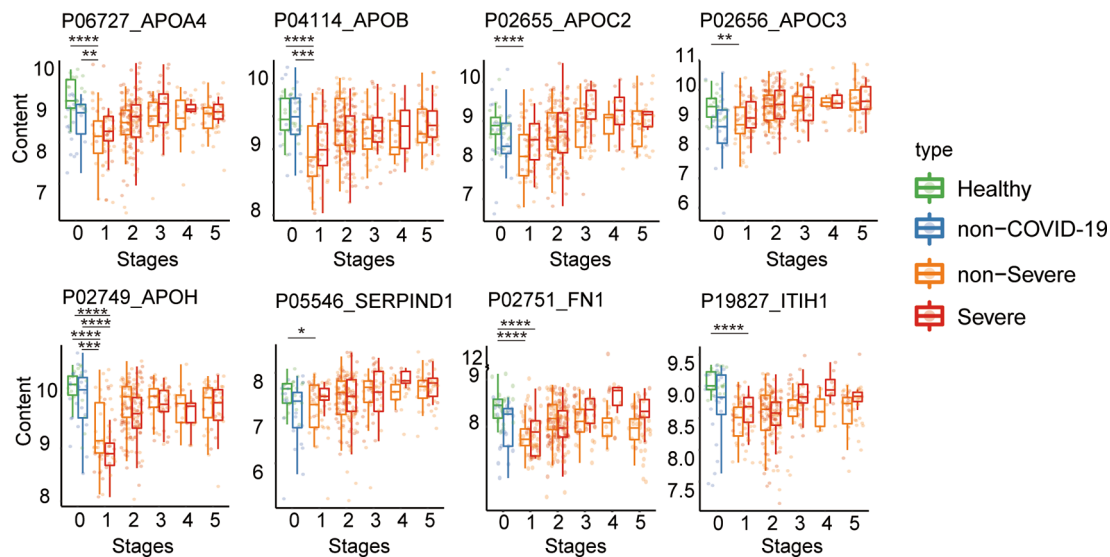 P06727_APOA4 P04114_APOB P02655_APOC2 P02656_APOC3
**** **** **** **
** ***
Content
10 9 8 7
10 9 8
10 9 8 7
11 10 9 8 7 6
0 1 2 3 4 5 0 1 2 3 4 5 0 1 2 3 4 5 0 1 2 3 4 5
Stages Stages Stages Stages
type
Healthy
non−COVID-19
non−Severe
Severe
P02749_APOH P05546_SERPIND1 P02751_FN1 P19827_ITIH1
****
****
****
***
*
****
****
****
Content
10 9 8
8 7 6
12 9 8
9.5 9.0 8.5 8.0 7.5
0 1 2 3 4 5 0 1 2 3 4 5 0 1 2 3 4 5 0 1 2 3 4 5
Stages Stages Stages Stages